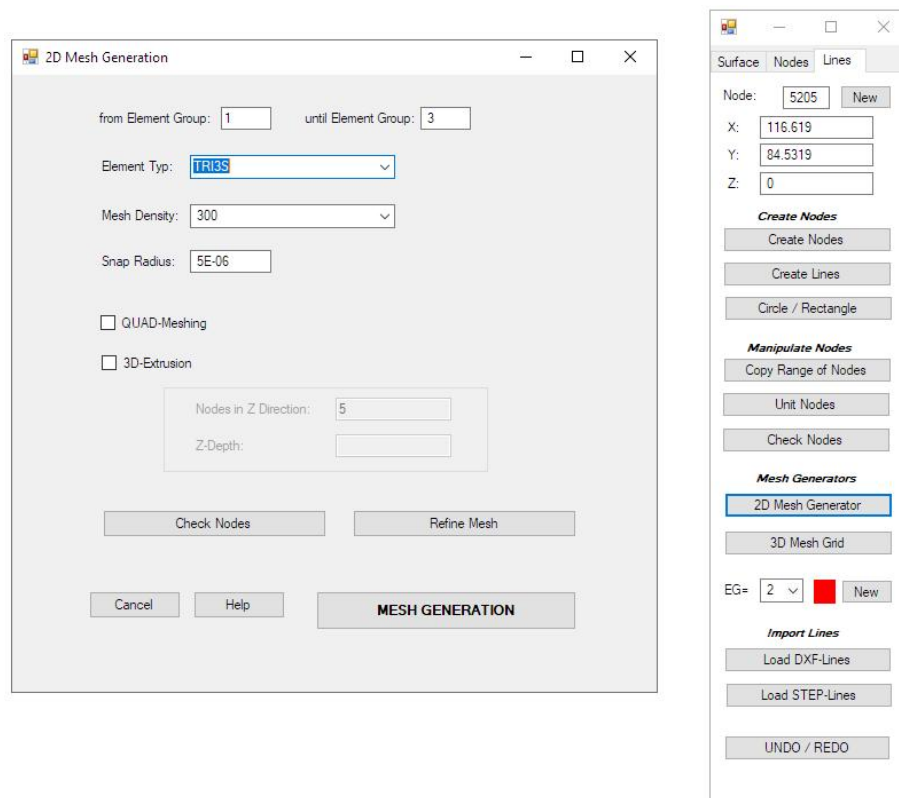 2D Mesh Generation
from Element Group: 1 until Element Group: 3
Element Typ: TRI3S
Mesh Density: 300
Snap Radius: 5E-06
QUAD-Meshing
3D-Extrusion
Nodes in Z Direction: 5
Z-Depth:
Check Nodes Refine Mesh
Cancel Help MESH GENERATION
Surface Nodes Lines
Node: 5205 New
X: 116.619
Y: 84.5319
Z: 0
Create Nodes
Create Nodes
Create Lines
Circle / Rectangle
Manipulate Nodes
Copy Range of Nodes
Unit Nodes
Check Nodes
Mesh Generators
2D Mesh Generator
3D Mesh Grid
EG= 2 New
Import Lines
Load DXF-Lines
Load STEP-Lines
UNDO / REDO